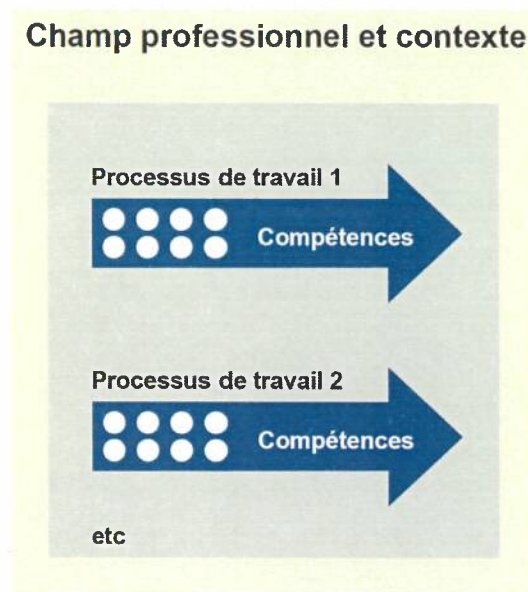 Champ professionnel et contexte
Processus de travail 1
Compétences
Processus de travail 2
Compétences
etc